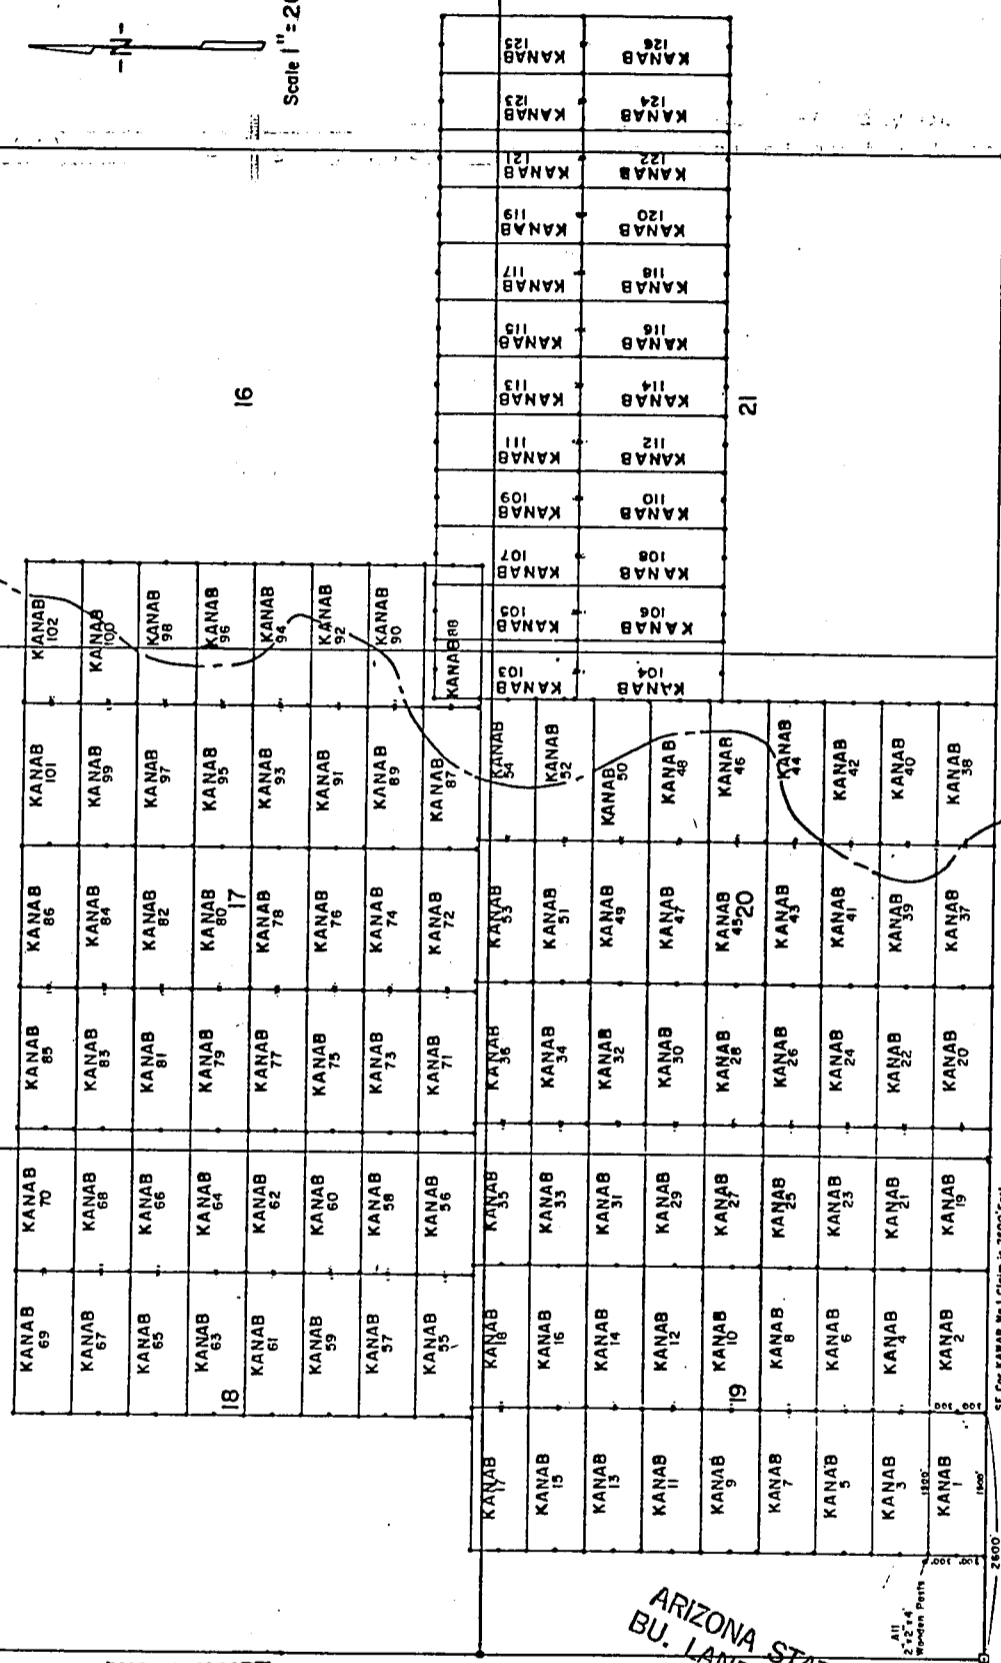 -N-
Scale 1"=20
16
17
18
19
20
21
KANAB 125
KANAB 126
KANAB 123
KANAB 124
KANAB 121
KANAB 122
KANAB 119
KANAB 120
KANAB 117
KANAB 118
KANAB 115
KANAB 116
KANAB 113
KANAB 114
KANAB 111
KANAB 112
KANAB 109
KANAB 110
KANAB 107
KANAB 108
KANAB 105
KANAB 106
KANAB 103
KANAB 104
KANAB 88
KANAB 102
KANAB 100
KANAB 98
KANAB 96
KANAB 94
KANAB 92
KANAB 90
KANAB 101
KANAB 99
KANAB 97
KANAB 95
KANAB 93
KANAB 91
KANAB 89
KANAB 87
KANAB 54
KANAB 52
KANAB 50
KANAB 48
KANAB 46
KANAB 44
KANAB 42
KANAB 40
KANAB 38
KANAB 86
KANAB 84
KANAB 82
KANAB 80
KANAB 78
KANAB 76
KANAB 74
KANAB 72
KANAB 53
KANAB 51
KANAB 49
KANAB 47
KANAB 45
KANAB 43
KANAB 41
KANAB 39
KANAB 37
KANAB 85
KANAB 83
KANAB 81
KANAB 79
KANAB 77
KANAB 75
KANAB 73
KANAB 71
KANAB 36
KANAB 34
KANAB 32
KANAB 30
KANAB 28
KANAB 26
KANAB 24
KANAB 22
KANAB 20
KANAB 70
KANAB 68
KANAB 66
KANAB 64
KANAB 62
KANAB 60
KANAB 58
KANAB 56
KANAB 35
KANAB 33
KANAB 31
KANAB 29
KANAB 27
KANAB 25
KANAB 23
KANAB 21
KANAB 19
KANAB 69
KANAB 67
KANAB 65
KANAB 63
KANAB 61
KANAB 59
KANAB 57
KANAB 55
KANAB 18
KANAB 16
KANAB 14
KANAB 12
KANAB 10
KANAB 8
KANAB 6
KANAB 4
KANAB 2
KANAB 17
KANAB 15
KANAB 13
KANAB 11
KANAB 9
KANAB 7
KANAB 5
KANAB 3
KANAB 1
1500'
300' 300'
2600'
SE Cor KANAB No 1 Claim is 2600'
All
2"x2"x4'
Wooden Posts
ARIZONA STA
BU. LAN